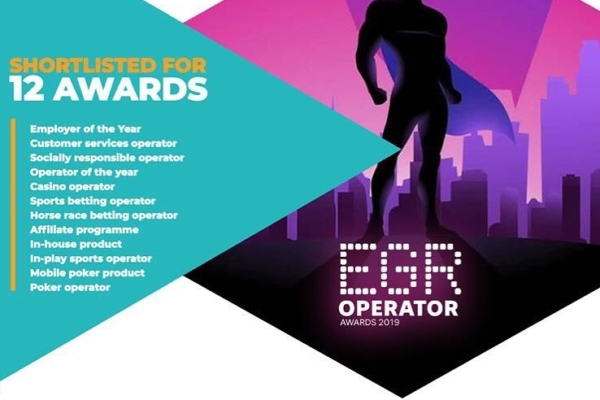 SHORTLISTED FOR
12 AWARDS
Employer of the Year
Customer services operator
Socially responsible operator
Operator of the year
Casino operator
Sports betting operator
Horse race betting operator
Affiliate programme
In-house product
In-play sports operator
Mobile poker product
Poker operator
EGR
OPERATOR
AWARDS 2019